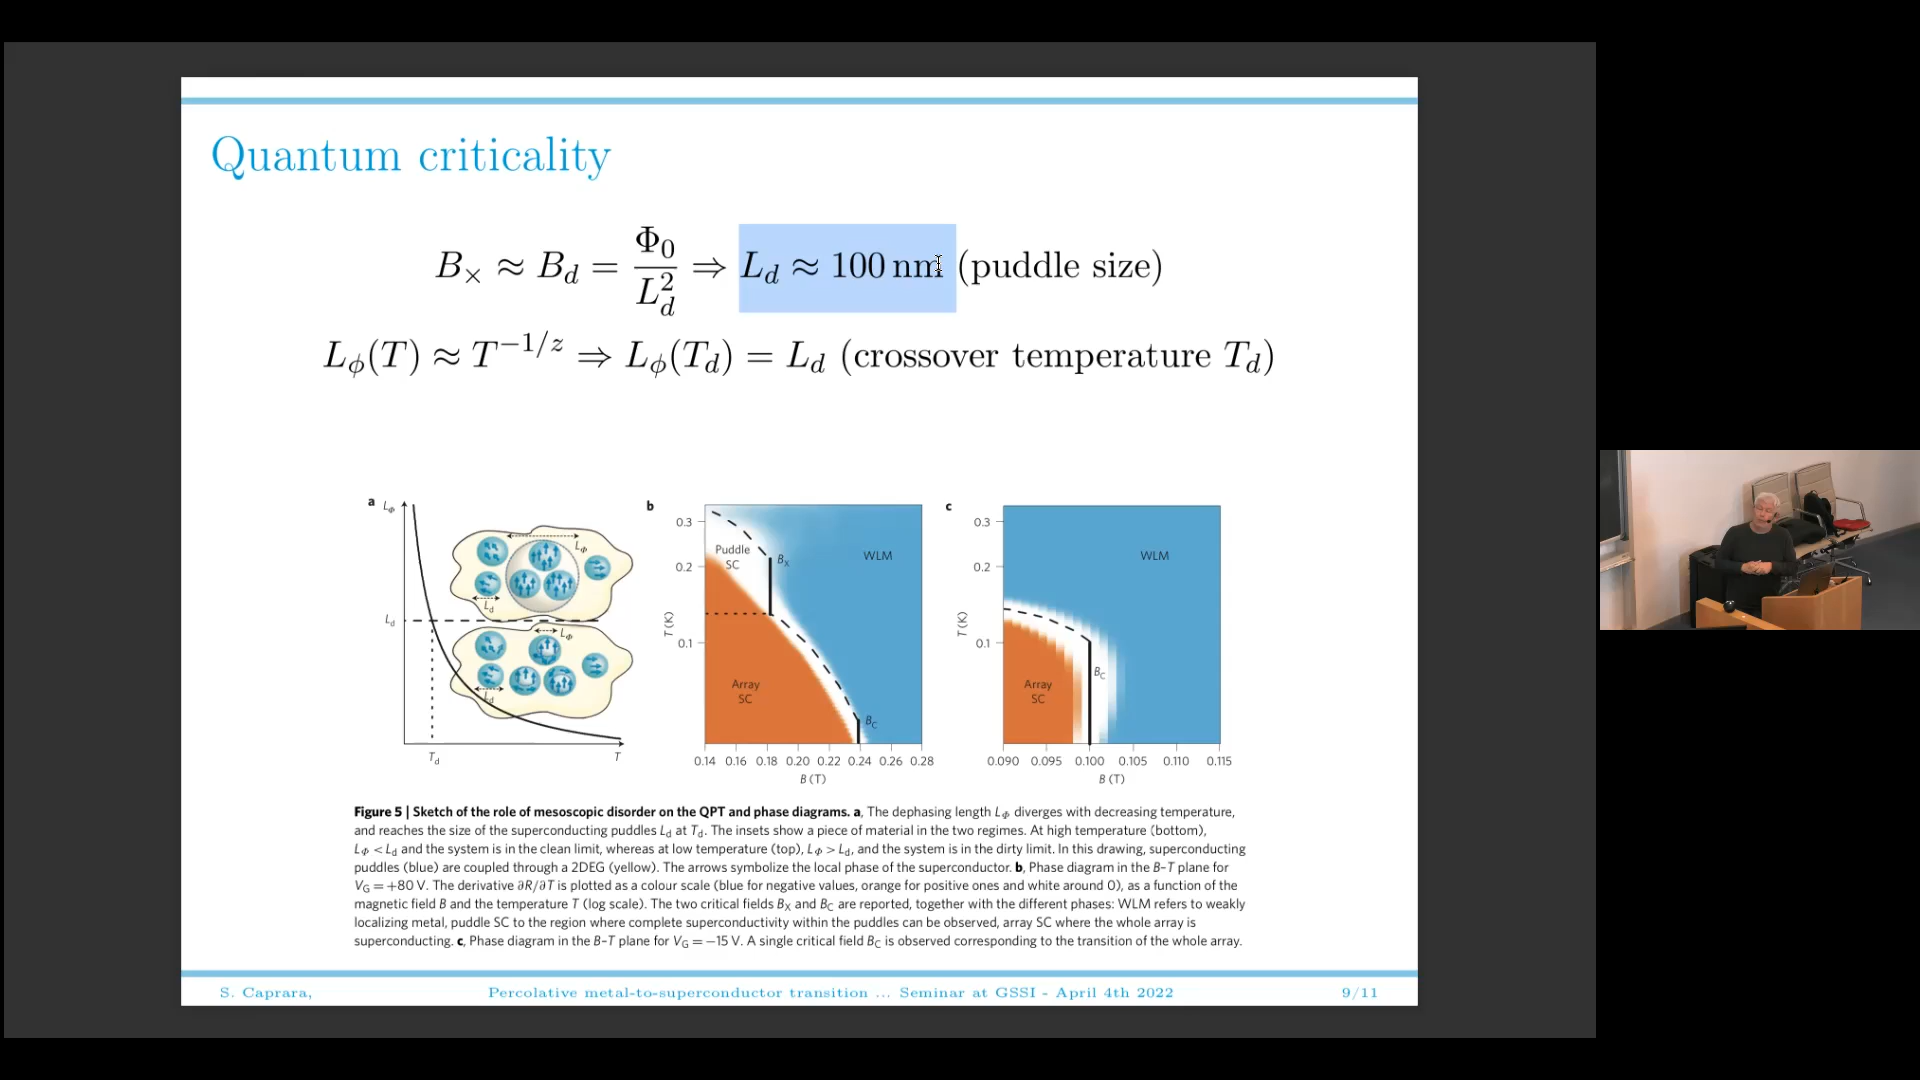 Quantum criticality
B× ≈ Bd = Φ0 / Ld² ⇒ Ld ≈ 100 nm (puddle size)
Lϕ(T) ≈ T^−1/z ⇒ Lϕ(Td) = Ld (crossover temperature Td)
a
LΦ
Ld
Td
T
LΦ
Ld
LΦ
Ld
b
T (K)
0.3
0.2
0.1
Puddle
SC
BX
WLM
Array
SC
BC
0.14 0.16 0.18 0.20 0.22 0.24 0.26 0.28
B (T)
c
T (K)
0.3
0.2
0.1
WLM
Array
SC
BC
0.090 0.095 0.100 0.105 0.110 0.115
B (T)
Figure 5 | Sketch of the role of mesoscopic disorder on the QPT and phase diagrams. a, The dephasing length LΦ diverges with decreasing temperature,
and reaches the size of the superconducting puddles Ld at Td. The insets show a piece of material in the two regimes. At high temperature (bottom),
LΦ < Ld and the system is in the clean limit, whereas at low temperature (top), LΦ > Ld, and the system is in the dirty limit. In this drawing, superconducting
puddles (blue) are coupled through a 2DEG (yellow). The arrows symbolize the local phase of the superconductor. b, Phase diagram in the B–T plane for
VG = +80 V. The derivative ∂R/∂T is plotted as a colour scale (blue for negative values, orange for positive ones and white around 0), as a function of the
magnetic field B and the temperature T (log scale). The two critical fields BX and BC are reported, together with the different phases: WLM refers to weakly
localizing metal, puddle SC to the region where complete superconductivity within the puddles can be observed, array SC where the whole array is
superconducting. c, Phase diagram in the B–T plane for VG = −15 V. A single critical field BC is observed corresponding to the transition of the whole array.
S. Caprara, Percolative metal-to-superconductor transition ... Seminar at GSSI - April 4th 2022 9/11